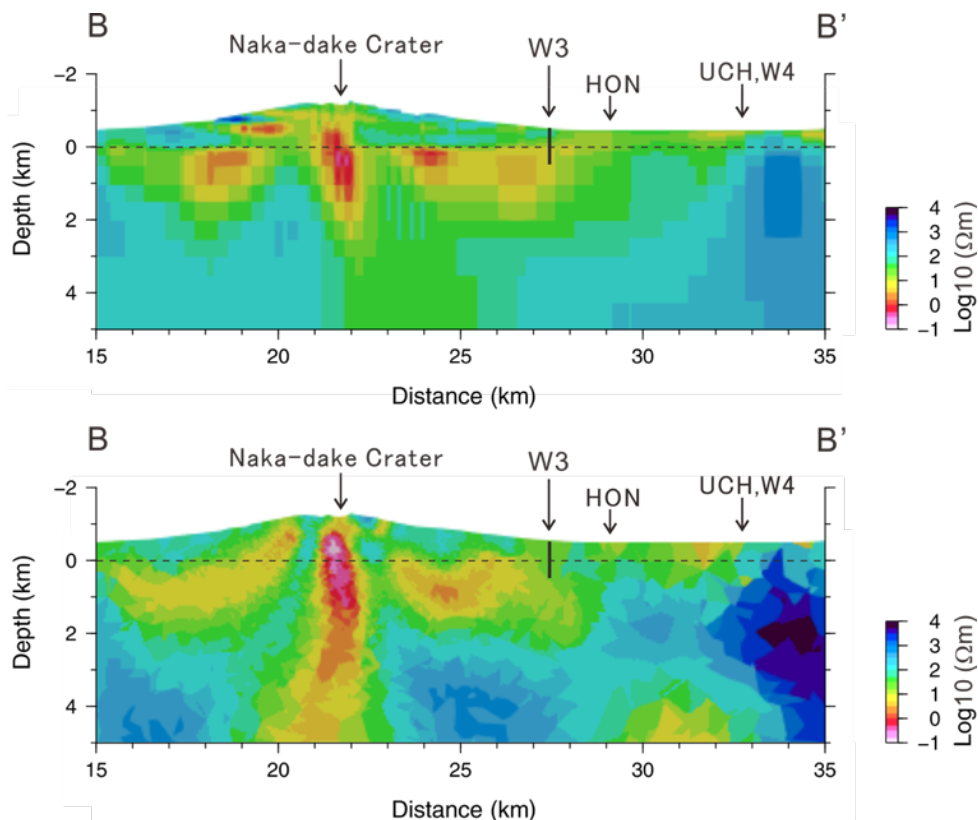 B
B’
Naka-dake Crater
W3
HON
UCH,W4
−2
0
2
4
Depth (km)
15
20
25
30
35
Distance (km)
4
3
2
1
0
−1
Log10 (Ωm)
B
B’
Naka-dake Crater
W3
HON
UCH,W4
−2
0
2
4
Depth (km)
15
20
25
30
35
Distance (km)
4
3
2
1
0
−1
Log10 (Ωm)